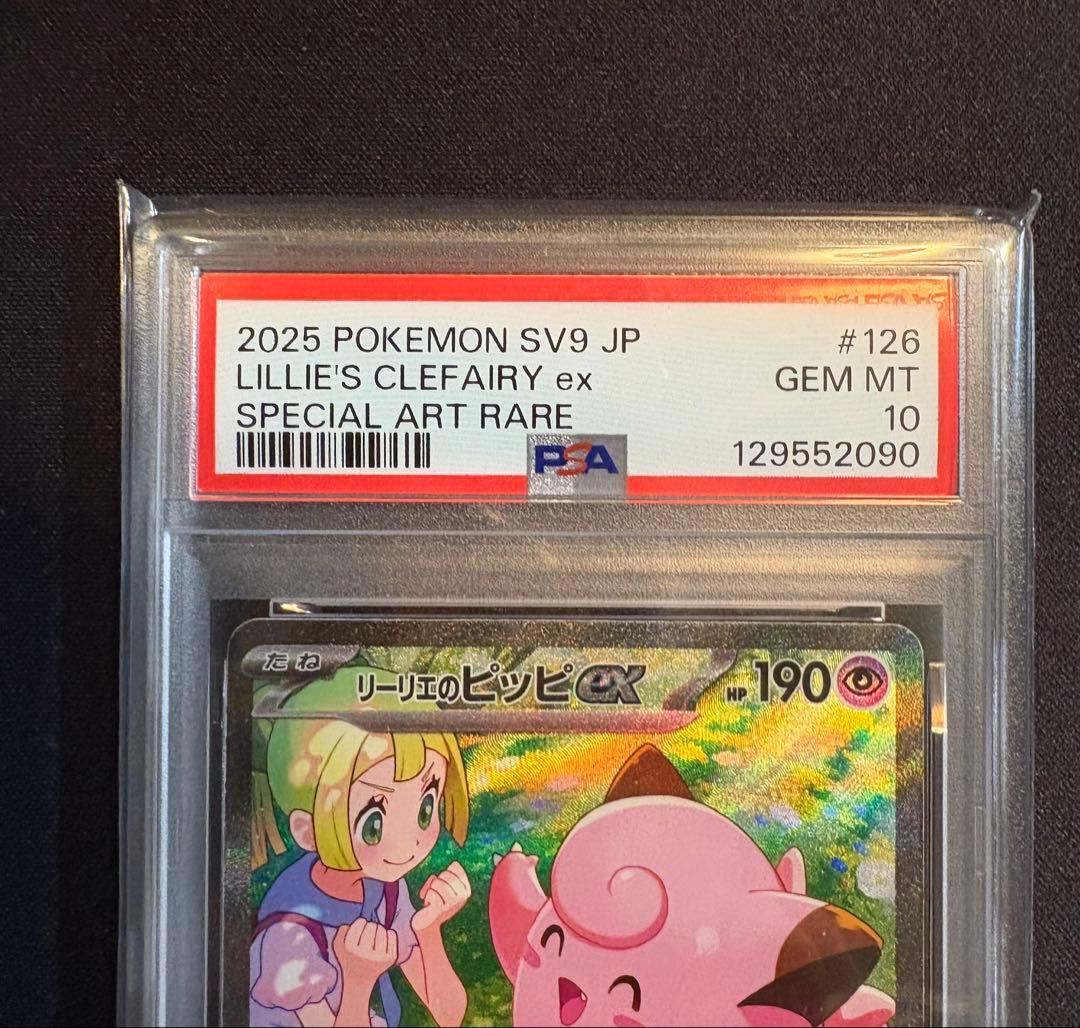 2025 POKEMON SV9 JP #126
LILLIE'S CLEFAIRY ex GEM MT
SPECIAL ART RARE 10
PSA 129552090
たね リーリエのピッピex HP 190